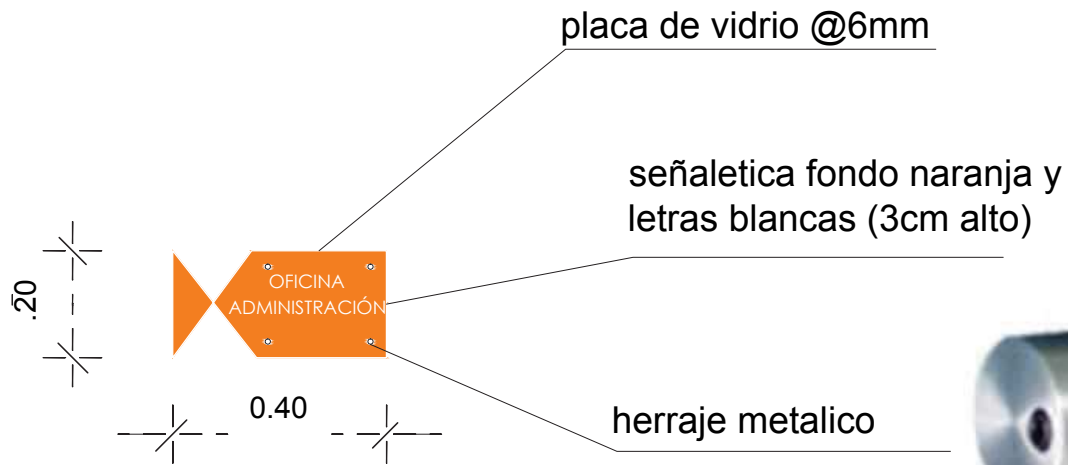 placa de vidrio @6mm
señaletica fondo naranja y
letras blancas (3cm alto)
OFICINA
ADMINISTRACIÓN
.20
0.40
herraje metalico